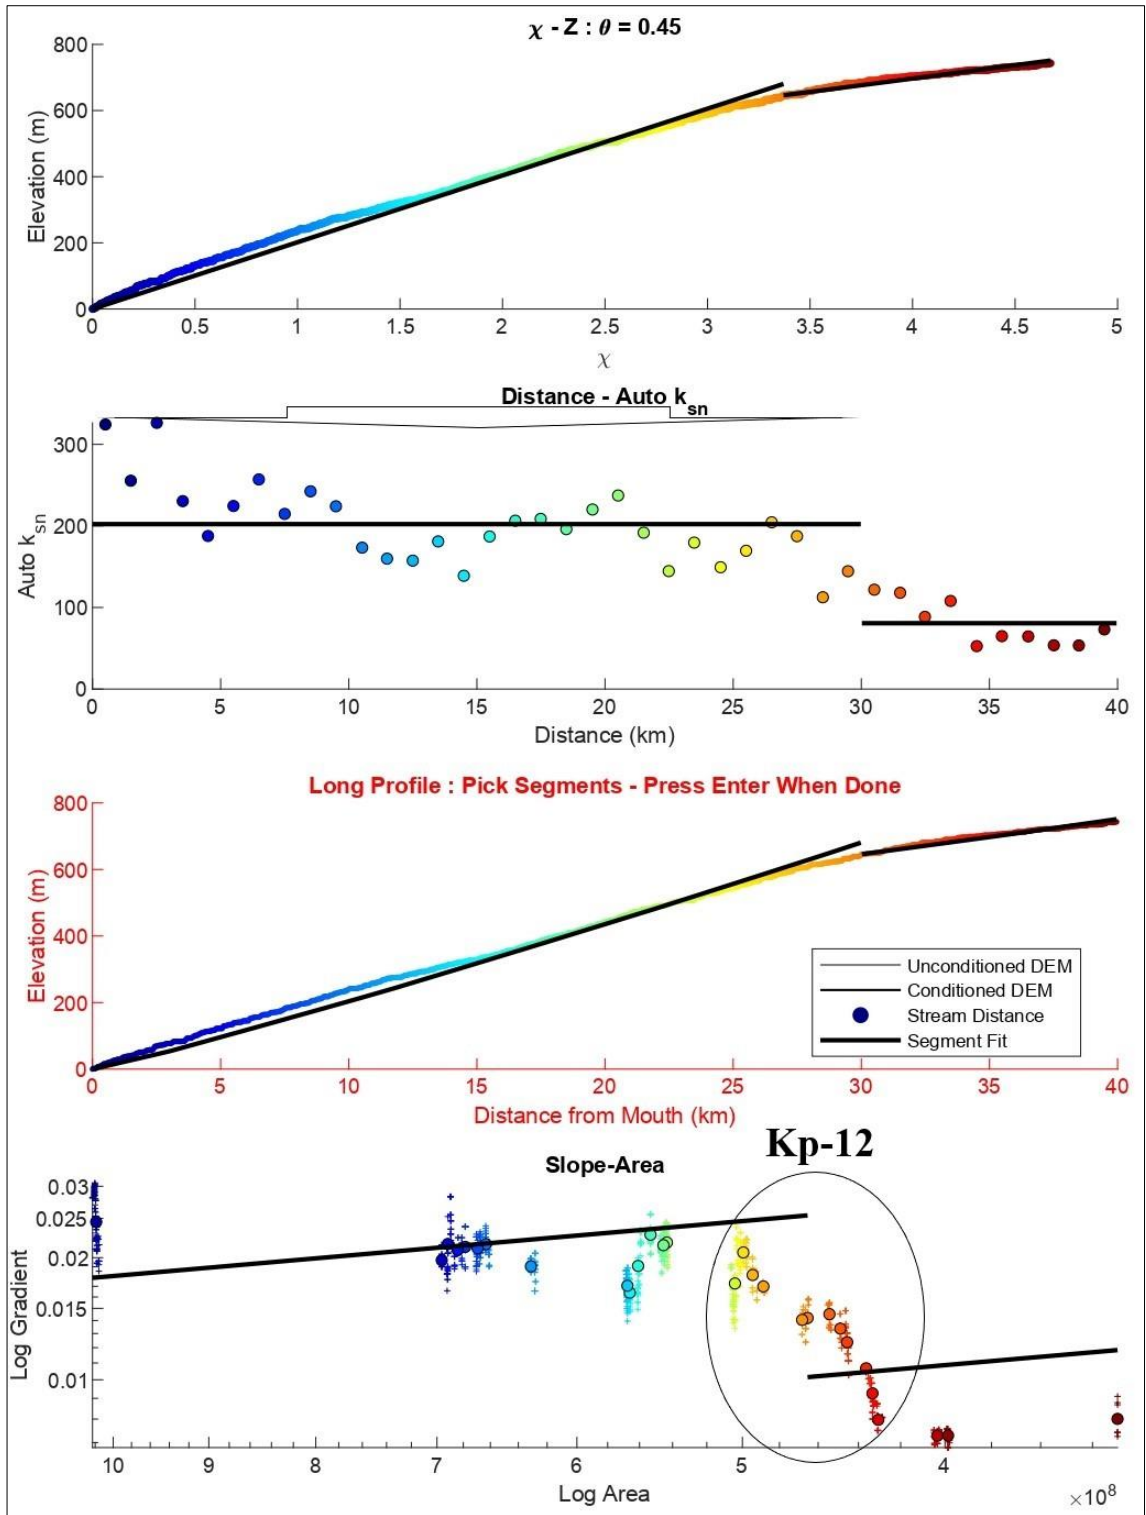 χ - Z : θ = 0.45
800
600
400
200
0
Elevation (m)
0 0.5 1 1.5 2 2.5 3 3.5 4 4.5 5
χ
Distance - Auto k_sn
300
200
100
0
Auto k_sn
0 5 10 15 20 25 30 35 40
Distance (km)
Long Profile : Pick Segments - Press Enter When Done
800
600
400
200
0
Elevation (m)
Unconditioned DEM
Conditioned DEM
Stream Distance
Segment Fit
0 5 10 15 20 25 30 35 40
Distance from Mouth (km)
Kp-12
Slope-Area
0.03
0.025
0.02
0.015
0.01
Log Gradient
10 9 8 7 6 5 4
Log Area
×10⁸